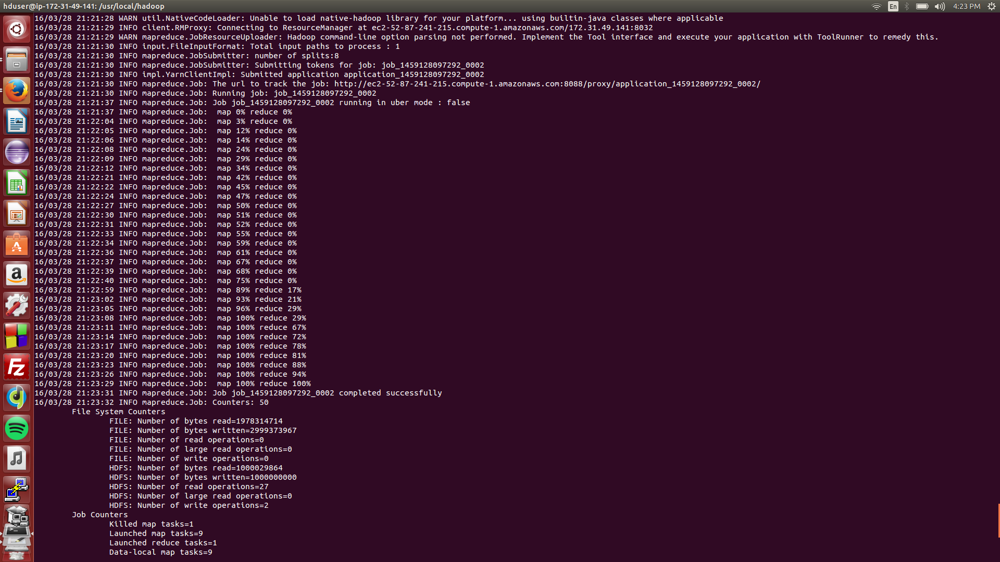 hduser@ip-172-31-49-141: /usr/local/hadoop
En
4:23 PM
16/03/28 21:21:28 WARN util.NativeCodeLoader: Unable to load native-hadoop library for your platform... using builtin-java classes where applicable
16/03/28 21:21:29 INFO client.RMProxy: Connecting to ResourceManager at ec2-52-87-241-215.compute-1.amazonaws.com/172.31.49.141:8032
16/03/28 21:21:29 WARN mapreduce.JobResourceUploader: Hadoop command-line option parsing not performed. Implement the Tool interface and execute your application with ToolRunner to remedy this.
16/03/28 21:21:30 INFO input.FileInputFormat: Total input paths to process : 1
16/03/28 21:21:30 INFO mapreduce.JobSubmitter: number of splits:8
16/03/28 21:21:30 INFO mapreduce.JobSubmitter: Submitting tokens for job: job_1459128097292_0002
16/03/28 21:21:30 INFO impl.YarnClientImpl: Submitted application application_1459128097292_0002
16/03/28 21:21:30 INFO mapreduce.Job: The url to track the job: http://ec2-52-87-241-215.compute-1.amazonaws.com:8088/proxy/application_1459128097292_0002/
16/03/28 21:21:30 INFO mapreduce.Job: Running job: job_1459128097292_0002
16/03/28 21:21:37 INFO mapreduce.Job: Job job_1459128097292_0002 running in uber mode : false
16/03/28 21:21:37 INFO mapreduce.Job:  map 0% reduce 0%
16/03/28 21:22:04 INFO mapreduce.Job:  map 3% reduce 0%
16/03/28 21:22:05 INFO mapreduce.Job:  map 12% reduce 0%
16/03/28 21:22:06 INFO mapreduce.Job:  map 14% reduce 0%
16/03/28 21:22:08 INFO mapreduce.Job:  map 24% reduce 0%
16/03/28 21:22:09 INFO mapreduce.Job:  map 29% reduce 0%
16/03/28 21:22:12 INFO mapreduce.Job:  map 34% reduce 0%
16/03/28 21:22:21 INFO mapreduce.Job:  map 42% reduce 0%
16/03/28 21:22:22 INFO mapreduce.Job:  map 45% reduce 0%
16/03/28 21:22:24 INFO mapreduce.Job:  map 47% reduce 0%
16/03/28 21:22:27 INFO mapreduce.Job:  map 50% reduce 0%
16/03/28 21:22:30 INFO mapreduce.Job:  map 51% reduce 0%
16/03/28 21:22:31 INFO mapreduce.Job:  map 52% reduce 0%
16/03/28 21:22:33 INFO mapreduce.Job:  map 55% reduce 0%
16/03/28 21:22:34 INFO mapreduce.Job:  map 59% reduce 0%
16/03/28 21:22:36 INFO mapreduce.Job:  map 61% reduce 0%
16/03/28 21:22:37 INFO mapreduce.Job:  map 67% reduce 0%
16/03/28 21:22:39 INFO mapreduce.Job:  map 68% reduce 0%
16/03/28 21:22:40 INFO mapreduce.Job:  map 75% reduce 0%
16/03/28 21:22:59 INFO mapreduce.Job:  map 89% reduce 17%
16/03/28 21:23:02 INFO mapreduce.Job:  map 93% reduce 21%
16/03/28 21:23:05 INFO mapreduce.Job:  map 96% reduce 29%
16/03/28 21:23:08 INFO mapreduce.Job:  map 100% reduce 29%
16/03/28 21:23:11 INFO mapreduce.Job:  map 100% reduce 67%
16/03/28 21:23:14 INFO mapreduce.Job:  map 100% reduce 72%
16/03/28 21:23:17 INFO mapreduce.Job:  map 100% reduce 78%
16/03/28 21:23:20 INFO mapreduce.Job:  map 100% reduce 81%
16/03/28 21:23:23 INFO mapreduce.Job:  map 100% reduce 88%
16/03/28 21:23:26 INFO mapreduce.Job:  map 100% reduce 94%
16/03/28 21:23:29 INFO mapreduce.Job:  map 100% reduce 100%
16/03/28 21:23:31 INFO mapreduce.Job: Job job_1459128097292_0002 completed successfully
16/03/28 21:23:32 INFO mapreduce.Job: Counters: 50
File System Counters
FILE: Number of bytes read=1978314714
FILE: Number of bytes written=2999373967
FILE: Number of read operations=0
FILE: Number of large read operations=0
FILE: Number of write operations=0
HDFS: Number of bytes read=1000029864
HDFS: Number of bytes written=1000000000
HDFS: Number of read operations=27
HDFS: Number of large read operations=0
HDFS: Number of write operations=2
Job Counters
Killed map tasks=1
Launched map tasks=9
Launched reduce tasks=1
Data-local map tasks=9